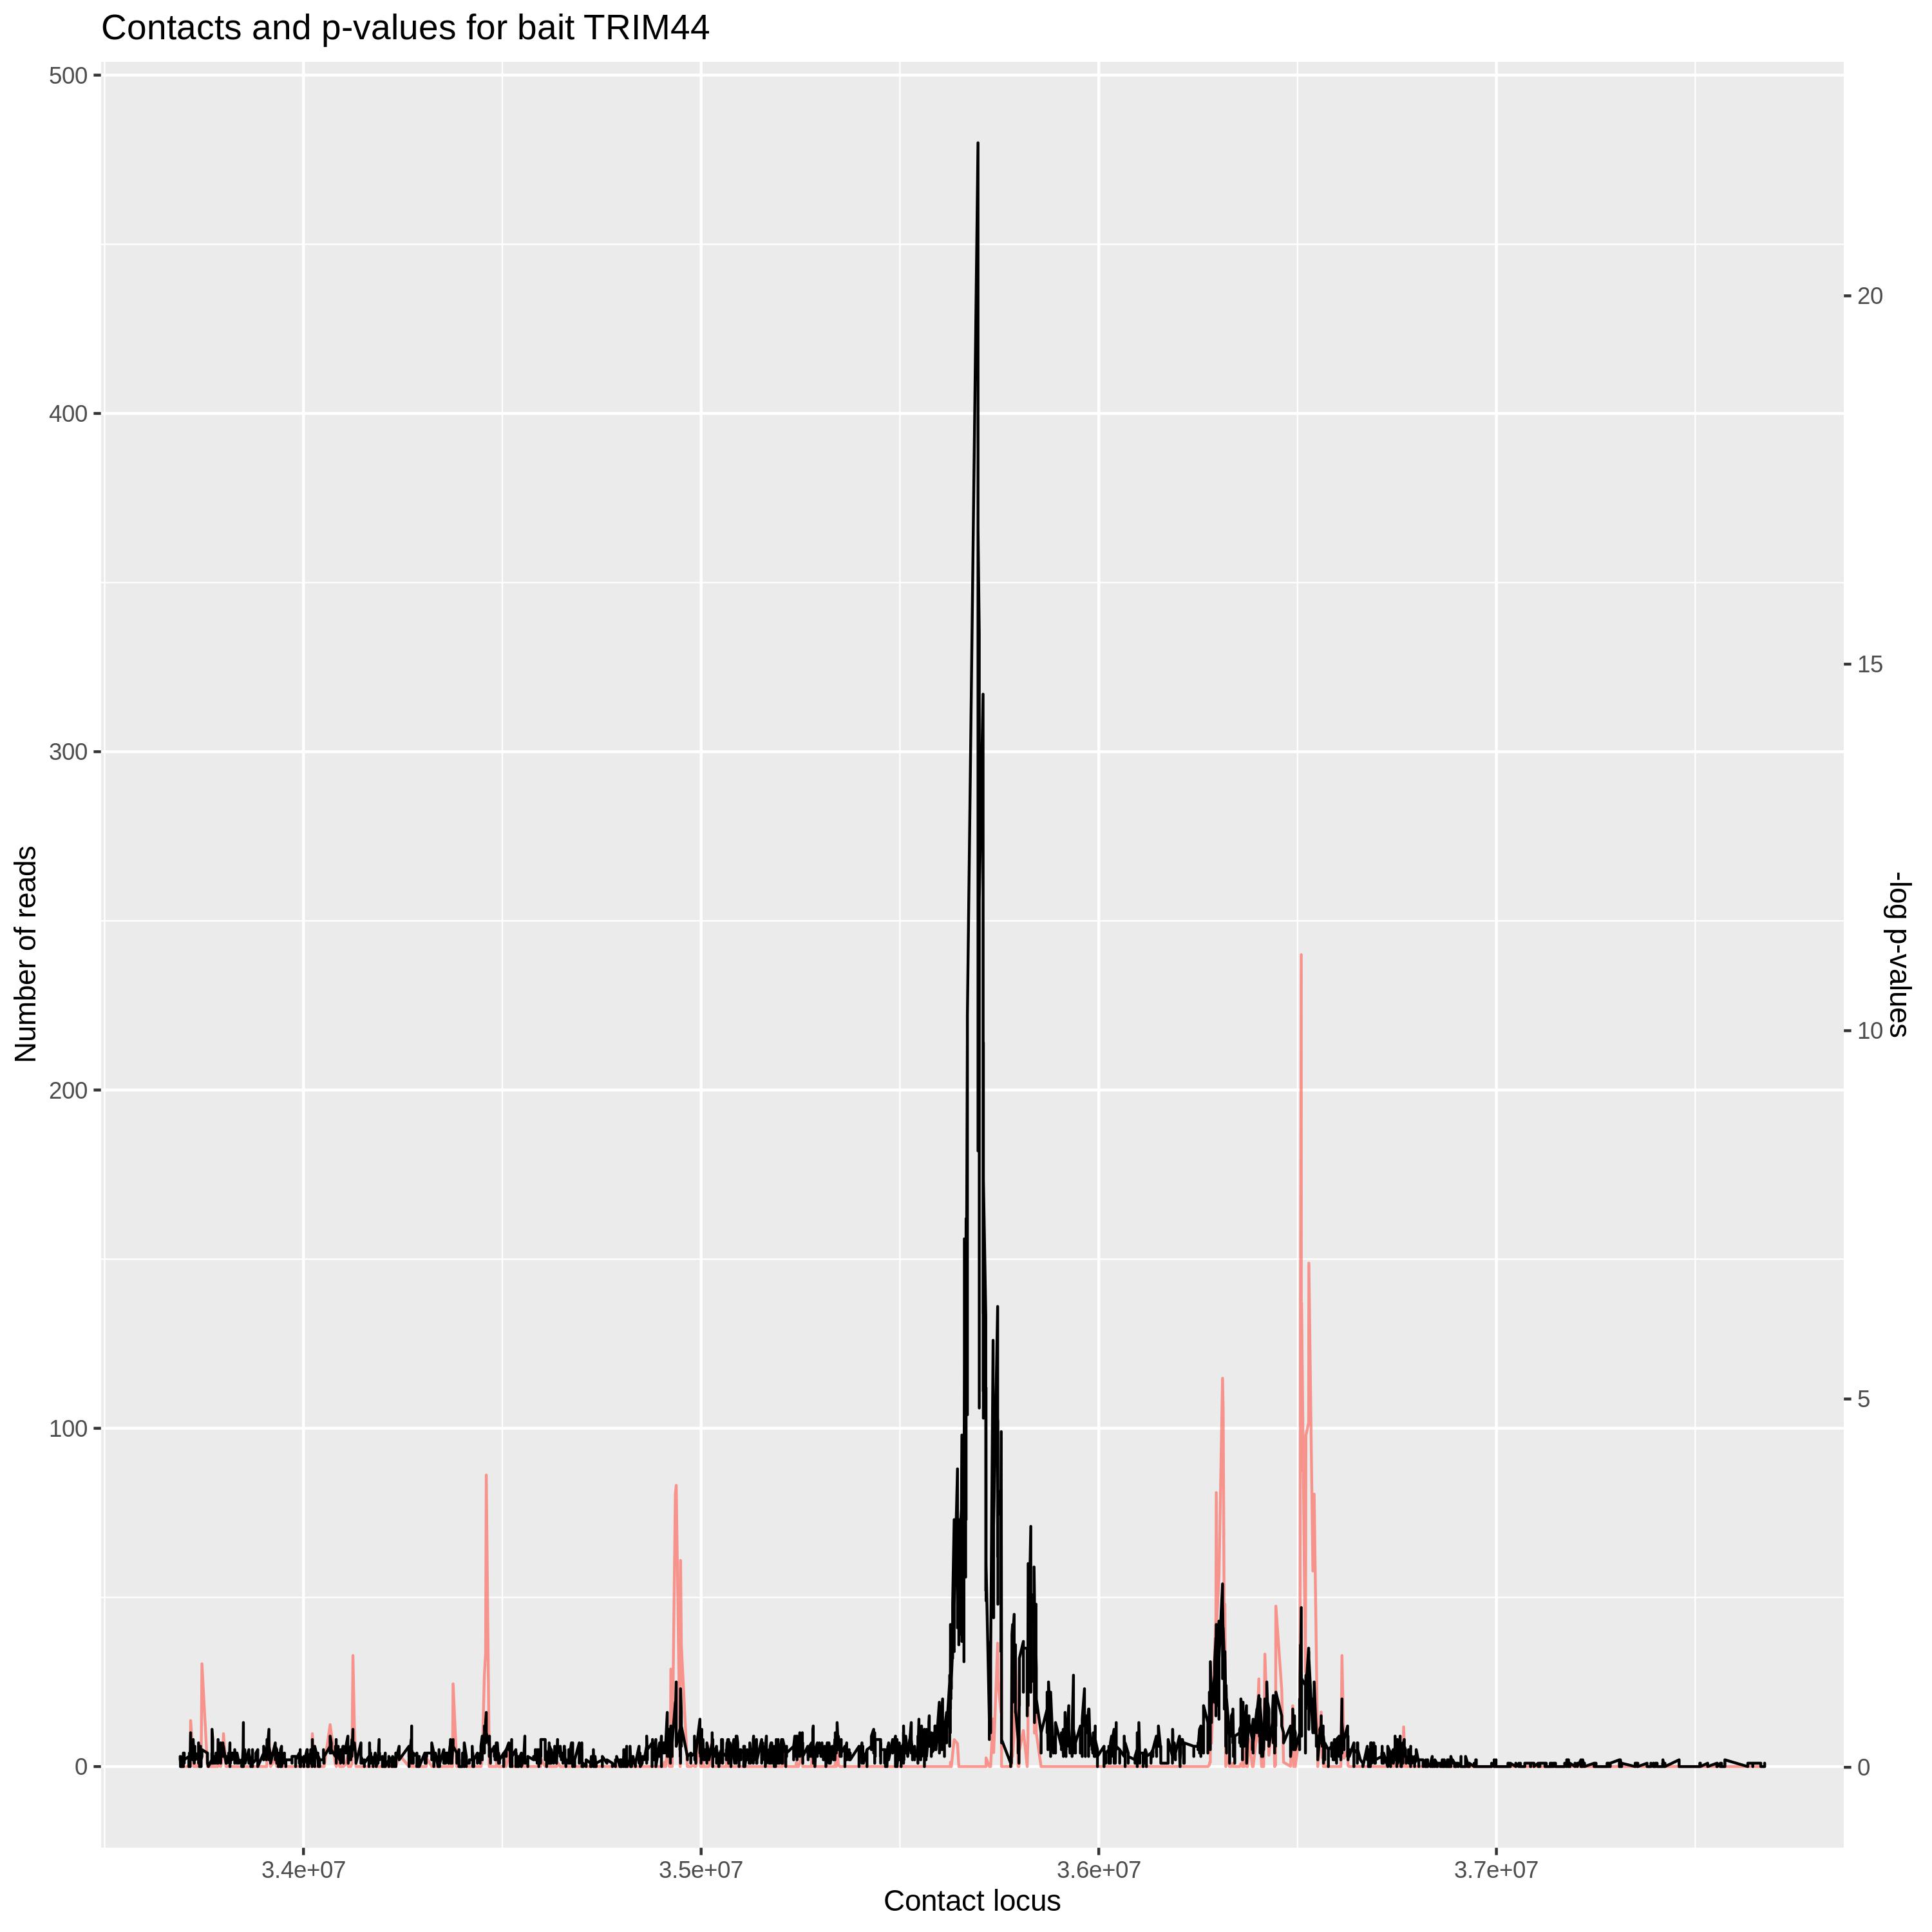 Contacts and p-values for bait TRIM44
500
400
300
200
100
0
Number of reads
20
15
10
5
0
-log p-values
3.4e+07
3.5e+07
3.6e+07
3.7e+07
Contact locus